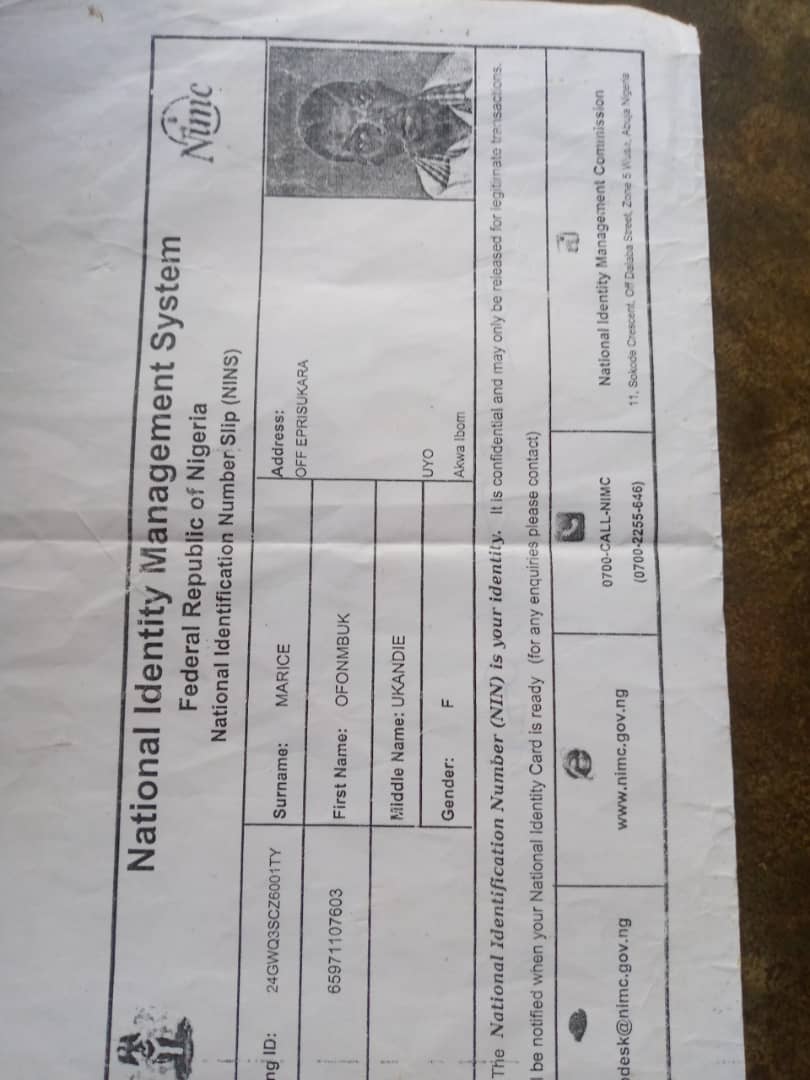 National Identity Management System
Federal Republic of Nigeria
National Identification Number Slip (NINS)
Nimc
ng ID: 24GWQ3SCZ6001TY
Surname: MARICE
Address:
OFF EPRISUKARA
65971107603
First Name: OFONMBUK
Middle Name: UKANDIE
UYO
Gender: F
Akwa Ibom
The National Identification Number (NIN) is your identity. It is confidential and may only be released for legitimate transactions.
l be notified when your National Identity Card is ready (for any enquiries please contact)
desk@nimc.gov.ng
www.nimc.gov.ng
0700-CALL-NIMC
(0700-2255-646)
National Identity Management Commission
11, Sokode Crescent, Off Dalaba Street, Zone 5 Wuse, Abuja Nigeria